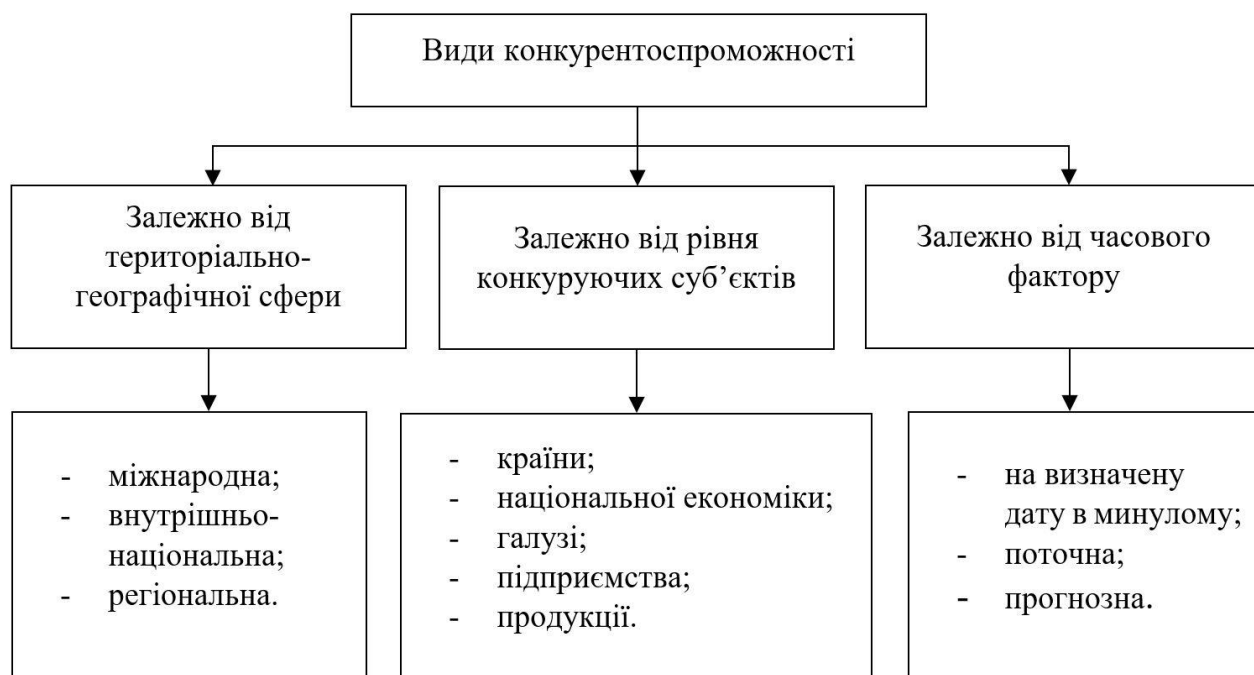 Види конкурентоспроможності
Залежно від
територіально-
географічної сфери
Залежно від рівня
конкуруючих суб’єктів
Залежно від часового
фактору
- міжнародна;
- внутрішньо-
національна;
- регіональна.
- країни;
- національної економіки;
- галузі;
- підприємства;
- продукції.
- на визначену
дату в минулому;
- поточна;
- прогнозна.